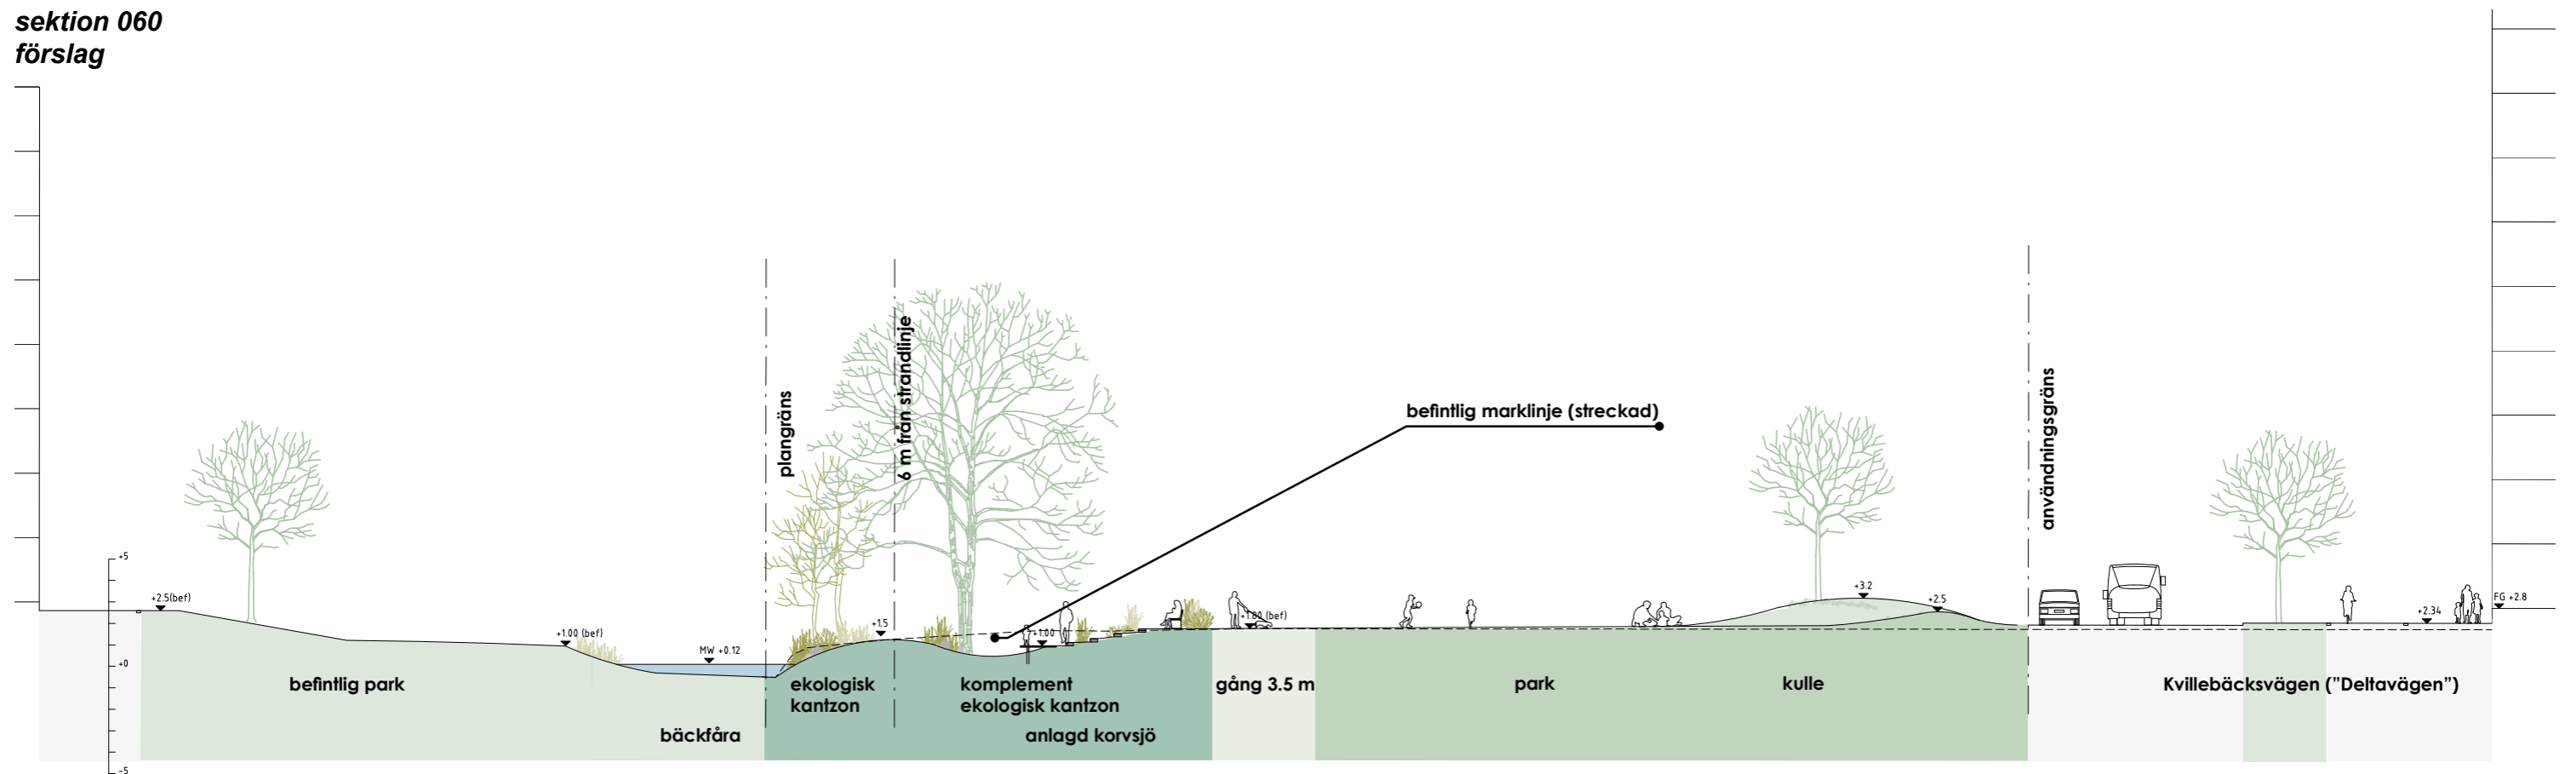 sektion 060
förslag
plangräns
6 m från strandlinje
befintlig marklinje (streckad)
användningsgräns
+5
+2.5(bef)
+1.00 (bef)
MW +0.12
+1.5
+1.00
+1.80 (bef)
+3.2
+2.5
+2.34
FG +2.8
+0
befintlig park
ekologisk
kantzon
komplement
ekologisk kantzon
gång 3.5 m
park
kulle
Kvillebäcksvägen ("Deltavägen")
bäckfåra
anlagd korvsjö
-5